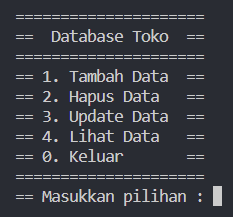 =====================
==  Database Toko  ==
=====================
== 1. Tambah Data  ==
== 2. Hapus Data   ==
== 3. Update Data  ==
== 4. Lihat Data   ==
== 0. Keluar       ==
=====================
== Masukkan pilihan :